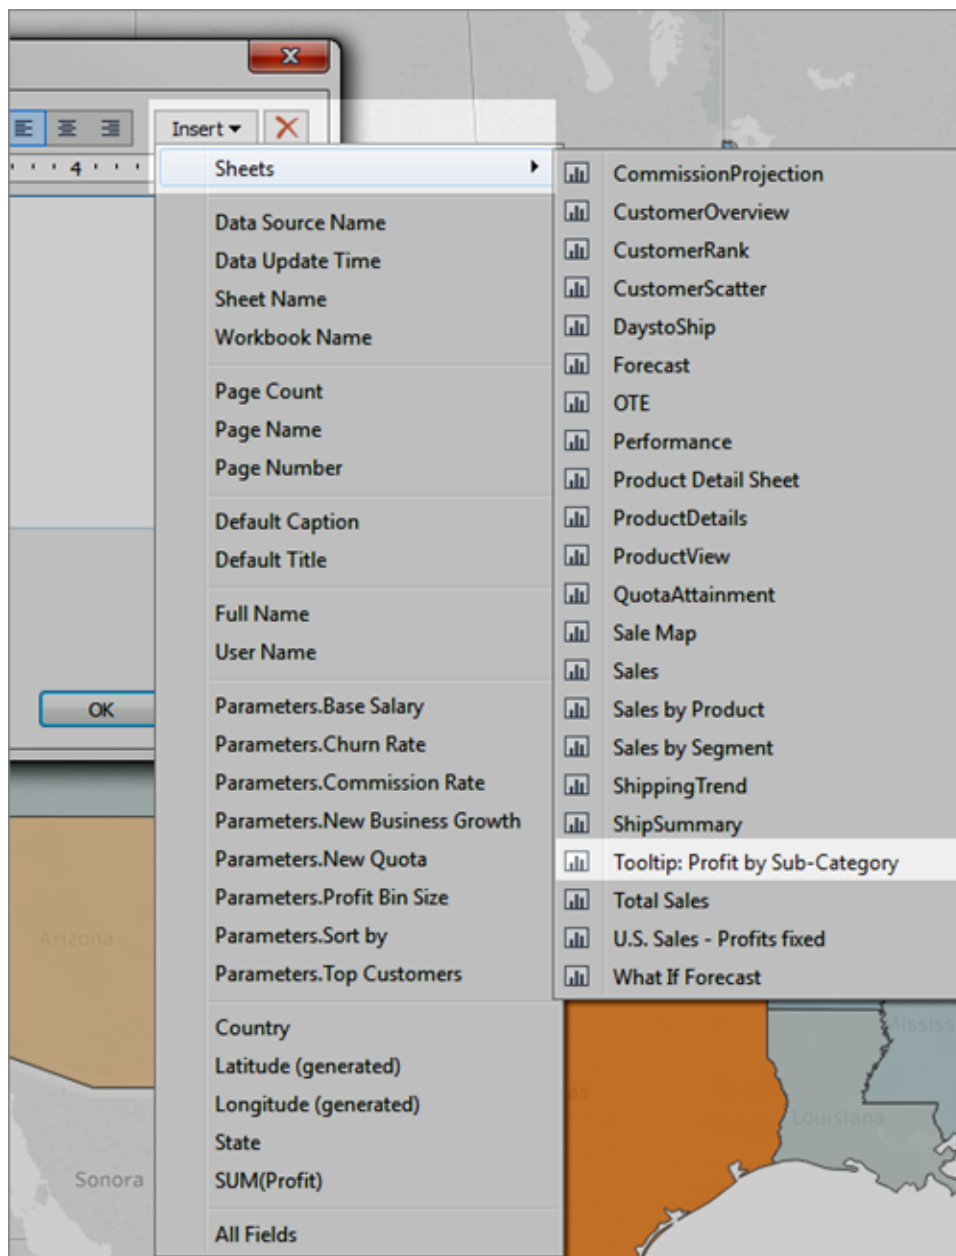 Insert
4
Sheets
Data Source Name
Data Update Time
Sheet Name
Workbook Name
Page Count
Page Name
Page Number
Default Caption
Default Title
Full Name
User Name
OK
Parameters.Base Salary
Parameters.Churn Rate
Parameters.Commission Rate
Parameters.New Business Growth
Parameters.New Quota
Parameters.Profit Bin Size
Parameters.Sort by
Parameters.Top Customers
Country
Latitude (generated)
Longitude (generated)
State
SUM(Profit)
All Fields
CommissionProjection
CustomerOverview
CustomerRank
CustomerScatter
DaystoShip
Forecast
OTE
Performance
Product Detail Sheet
ProductDetails
ProductView
QuotaAttainment
Sale Map
Sales
Sales by Product
Sales by Segment
ShippingTrend
ShipSummary
Tooltip: Profit by Sub-Category
Total Sales
U.S. Sales - Profits fixed
What If Forecast
Arizona
Sonora
as
Mississ
Louisiana